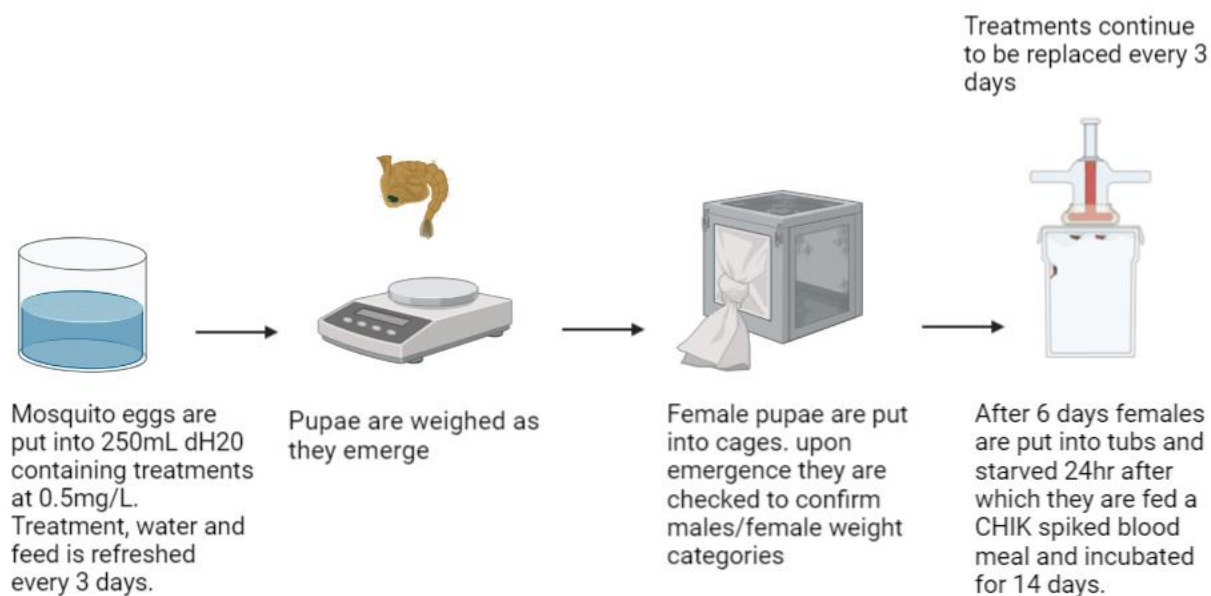 Treatments continue
to be replaced every 3
days
Mosquito eggs are
put into 250mL dH20
containing treatments
at 0.5mg/L.
Treatment, water and
feed is refreshed
every 3 days.
Pupae are weighed as
they emerge
Female pupae are put
into cages. upon
emergence they are
checked to confirm
males/female weight
categories
After 6 days females
are put into tubs and
starved 24hr after
which they are fed a
CHIK spiked blood
meal and incubated
for 14 days.